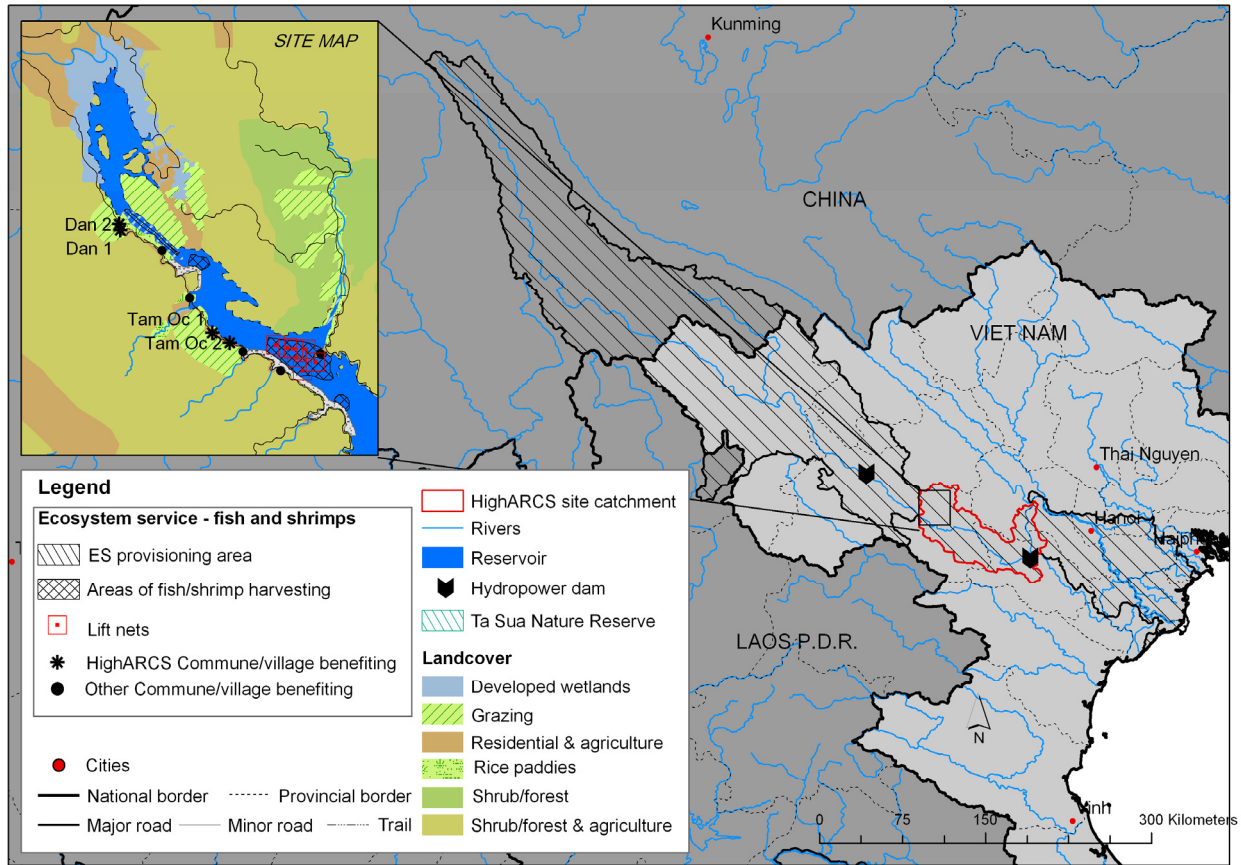 SITE MAP
Dan 2
Dan 1
Tam Oc 1
Tam Oc 2
Kunming
CHINA
VIET NAM
Thai Nguyen
Hanoi
LAOS P.D.R.
N
Vinh
0 75 150 300 Kilometers
Legend
Ecosystem service - fish and shrimps
ES provisioning area
Areas of fish/shrimp harvesting
Lift nets
HighARCS Commune/village benefiting
Other Commune/village benefiting
Cities
National border
Provincial border
Major road
Minor road
Trail
HighARCS site catchment
Rivers
Reservoir
Hydropower dam
Ta Sua Nature Reserve
Landcover
Developed wetlands
Grazing
Residential & agriculture
Rice paddies
Shrub/forest
Shrub/forest & agriculture